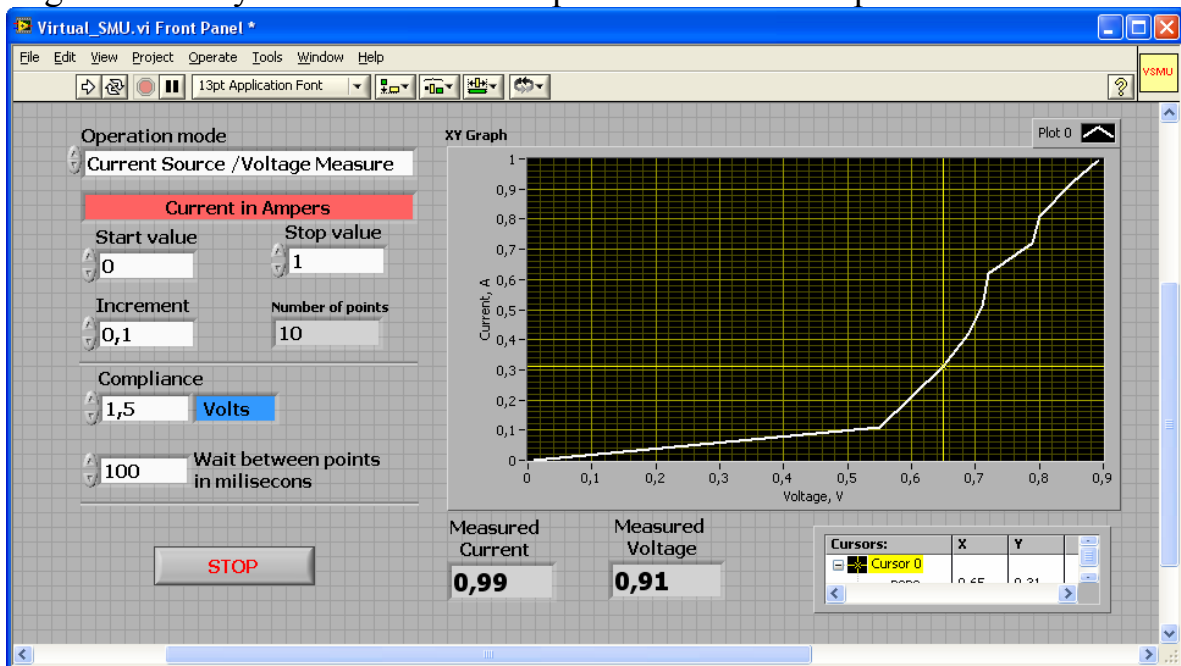 Virtual_SMU.vi Front Panel *
File Edit View Project Operate Tools Window Help
13pt Application Font
VSMU
Operation mode
Current Source /Voltage Measure
Current in Ampers
Start value
Stop value
0
1
Increment
Number of points
0,1
10
Compliance
1,5
Volts
100
Wait between points
in milisecons
STOP
XY Graph
Plot 0
1
0,9
0,8
0,7
0,6
0,5
0,4
0,3
0,2
0,1
0
Current, A
0 0,1 0,2 0,3 0,4 0,5 0,6 0,7 0,8 0,9
Voltage, V
Measured
Current
0,99
Measured
Voltage
0,91
Cursors: X Y
Cursor 0
0,65 0,31